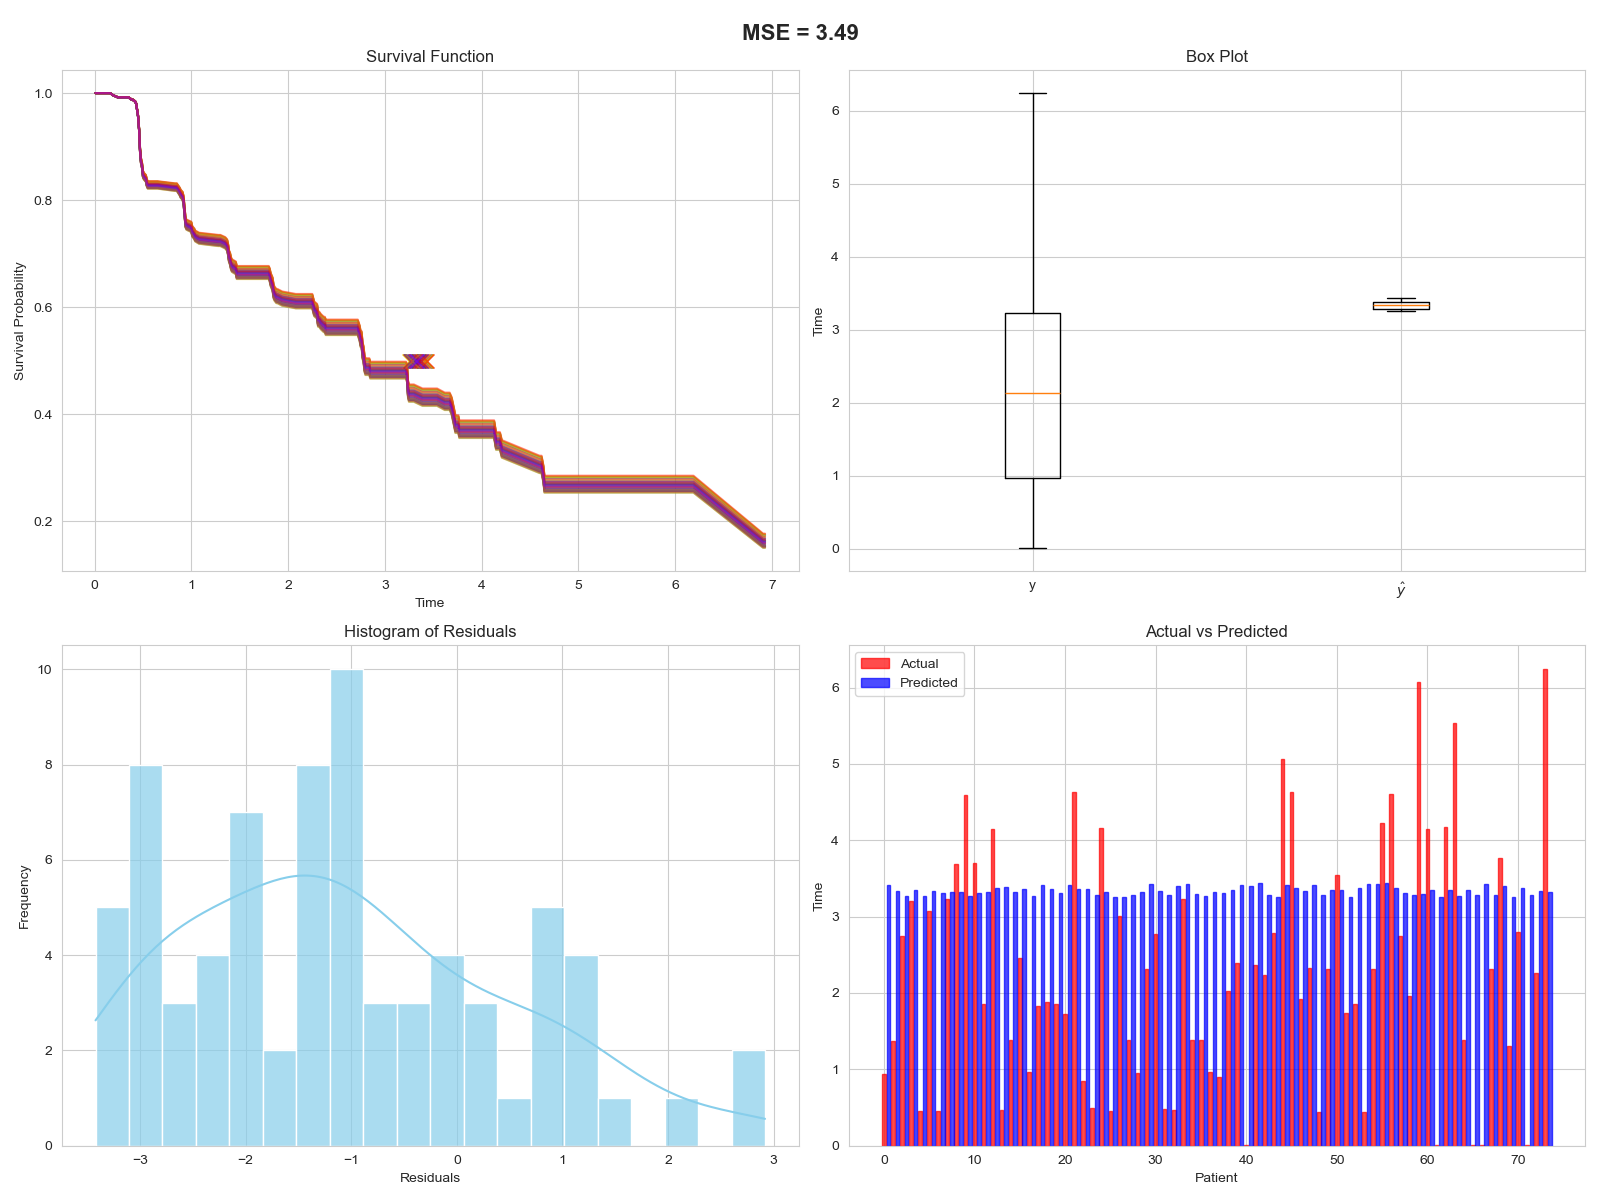 MSE = 3.49
Survival Function
1.0
0.8
0.6
0.4
0.2
Survival Probability
0 1 2 3 4 5 6 7
Time
Box Plot
6
5
4
3
2
1
0
Time
y ŷ
Histogram of Residuals
10
8
6
4
2
0
Frequency
−3 −2 −1 0 1 2 3
Residuals
Actual vs Predicted
Actual
Predicted
6
5
4
3
2
1
0
Time
0 10 20 30 40 50 60 70
Patient